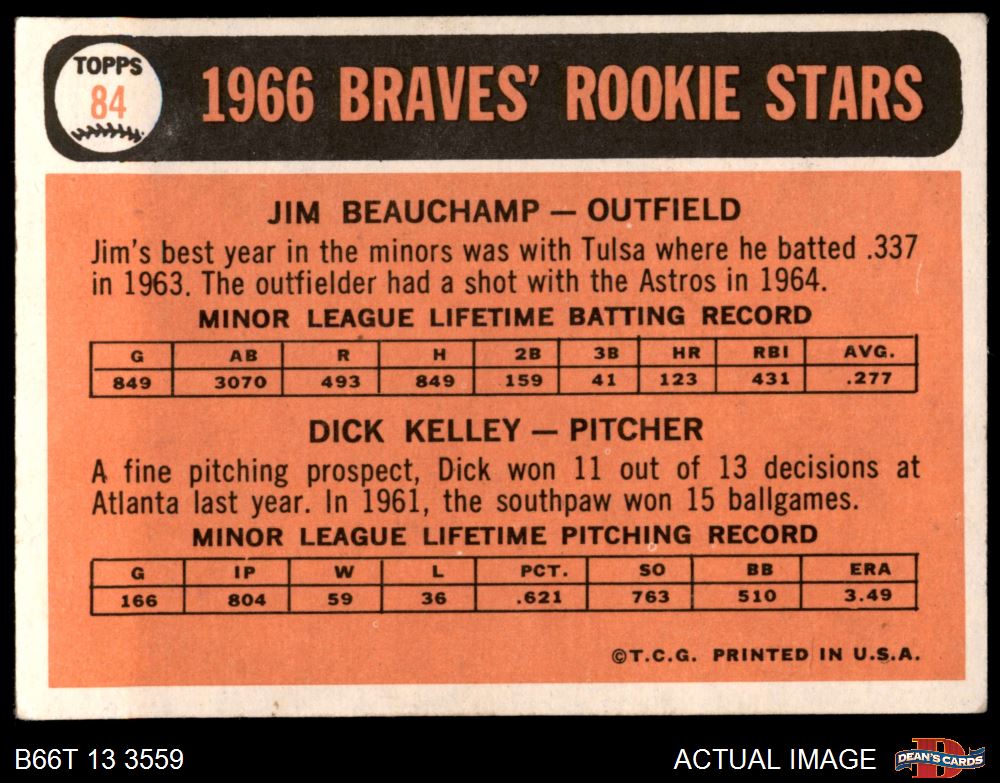 TOPPS
84
1966 BRAVES' ROOKIE STARS
JIM BEAUCHAMP — OUTFIELD
Jim's best year in the minors was with Tulsa where he batted .337
in 1963. The outfielder had a shot with the Astros in 1964.
MINOR LEAGUE LIFETIME BATTING RECORD
G AB R H 2B 3B HR RBI AVG.
849 3070 493 849 159 41 123 431 .277
DICK KELLEY — PITCHER
A fine pitching prospect, Dick won 11 out of 13 decisions at
Atlanta last year. In 1961, the southpaw won 15 ballgames.
MINOR LEAGUE LIFETIME PITCHING RECORD
G IP W L PCT. SO BB ERA
166 804 59 36 .621 763 510 3.49
©T.C.G. PRINTED IN U.S.A.
B66T 13 3559
ACTUAL IMAGE
D
DEAN'S CARDS